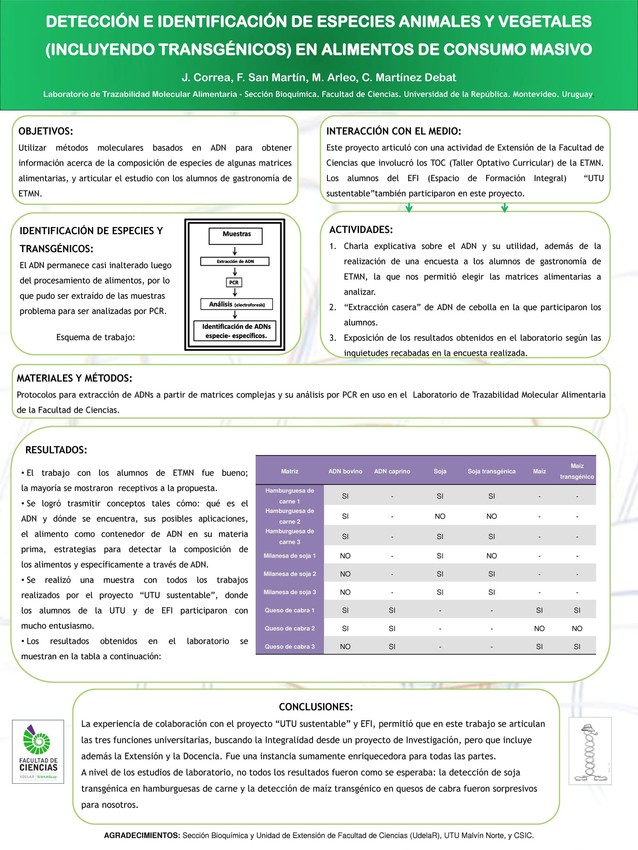 DETECCIÓN E IDENTIFICACIÓN DE ESPECIES ANIMALES Y VEGETALES
(INCLUYENDO TRANSGÉNICOS) EN ALIMENTOS DE CONSUMO MASIVO
J. Correa, F. San Martín, M. Arleo, C. Martínez Debat
Laboratorio de Trazabilidad Molecular Alimentaria - Sección Bioquímica. Facultad de Ciencias. Universidad de la República. Montevideo. Uruguay.
OBJETIVOS:
Utilizar métodos moleculares basados en ADN para obtener
información acerca de la composición de especies de algunas matrices
alimentarias, y articular el estudio con los alumnos de gastronomía de
ETMN.
INTERACCIÓN CON EL MEDIO:
Este proyecto articuló con una actividad de Extensión de la Facultad de
Ciencias que involucró los TOC (Taller Optativo Curricular) de la ETMN.
Los alumnos del EFI (Espacio de Formación Integral) “UTU
sustentable”también participaron en este proyecto.
IDENTIFICACIÓN DE ESPECIES Y
TRANSGÉNICOS:
El ADN permanece casi inalterado luego
del procesamiento de alimentos, por lo
que pudo ser extraído de las muestras
problema para ser analizadas por PCR.
Esquema de trabajo:
Muestras
Extracción de ADN
PCR
Análisis (electroforesis)
Identificación de ADNs
especie- específicos.
ACTIVIDADES:
1. Charla explicativa sobre el ADN y su utilidad, además de la
realización de una encuesta a los alumnos de gastronomía de
ETMN, la que nos permitió elegir las matrices alimentarias a
analizar.
2. “Extracción casera” de ADN de cebolla en la que participaron los
alumnos.
3. Exposición de los resultados obtenidos en el laboratorio según las
inquietudes recabadas en la encuesta realizada.
MATERIALES Y MÉTODOS:
Protocolos para extracción de ADNs a partir de matrices complejas y su análisis por PCR en uso en el Laboratorio de Trazabilidad Molecular Alimentaria
de la Facultad de Ciencias.
RESULTADOS:
• El trabajo con los alumnos de ETMN fue bueno;
la mayoría se mostraron receptivos a la propuesta.
• Se logró trasmitir conceptos tales cómo: qué es el
ADN y dónde se encuentra, sus posibles aplicaciones,
el alimento como contenedor de ADN en su materia
prima, estrategias para detectar la composición de
los alimentos y específicamente a través de ADN.
• Se realizó una muestra con todos los trabajos
realizados por el proyecto “UTU sustentable”, donde
los alumnos de la UTU y de EFI participaron con
mucho entusiasmo.
• Los resultados obtenidos en el laboratorio se
muestran en la tabla a continuación:
Matriz ADN bovino ADN caprino Soja Soja transgénica Maíz Maíz transgénico
Hamburguesa de carne 1 SI - SI SI - -
Hamburguesa de carne 2 SI - NO NO - -
Hamburguesa de carne 3 SI - SI SI - -
Milanesa de soja 1 NO - SI NO - -
Milanesa de soja 2 NO - SI SI - -
Milanesa de soja 3 NO - SI SI - -
Queso de cabra 1 SI SI - - SI SI
Queso de cabra 2 SI SI - - NO NO
Queso de cabra 3 NO SI - - SI SI
CONCLUSIONES:
La experiencia de colaboración con el proyecto “UTU sustentable” y EFI, permitió que en este trabajo se articulan
las tres funciones universitarias, buscando la Integralidad desde un proyecto de Investigación, pero que incluye
además la Extensión y la Docencia. Fue una instancia sumamente enriquecedora para todas las partes.
A nivel de los estudios de laboratorio, no todos los resultados fueron como se esperaba: la detección de soja
transgénica en hamburguesas de carne y la detección de maíz transgénico en quesos de cabra fueron sorpresivos
para nosotros.
FACULTAD DE
CIENCIAS
UDELAR
AGRADECIMIENTOS: Sección Bioquímica y Unidad de Extensión de Facultad de Ciencias (UdelaR), UTU Malvín Norte, y CSIC.